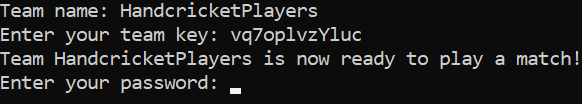 Team name: HandcricketPlayers
Enter your team key: vq7oplvzYluc
Team HandcricketPlayers is now ready to play a match!
Enter your password: